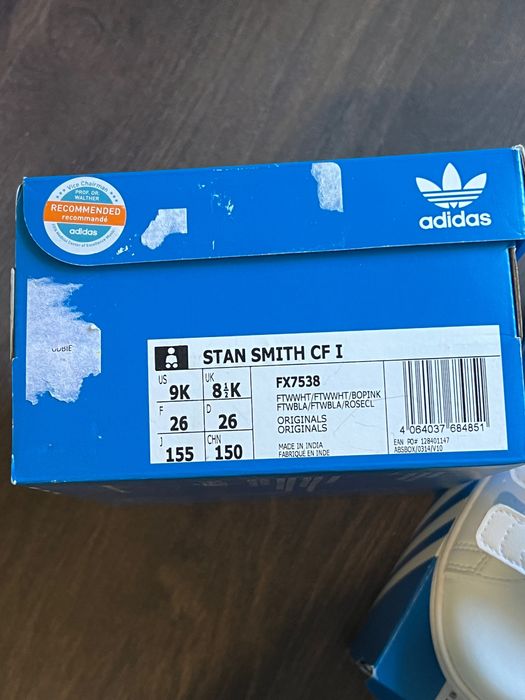 Vice Chairman
PROF. DR.
WALTHER
RECOMMENDED
recommandé
adidas
adidas
ODBIE
STAN SMITH CF I
US
9K
UK
8½K
F
26
D
26
J
155
CHN
150
FX7538
FTWWHT/FTWWHT/BOPINK
FTWBLA/FTWBLA/ROSECL
ORIGINALS
ORIGINALS
MADE IN INDIA
FABRIQUE EN INDE
4 064037 684851
EAN PO# 128401147
ABSBOX/0314/V10